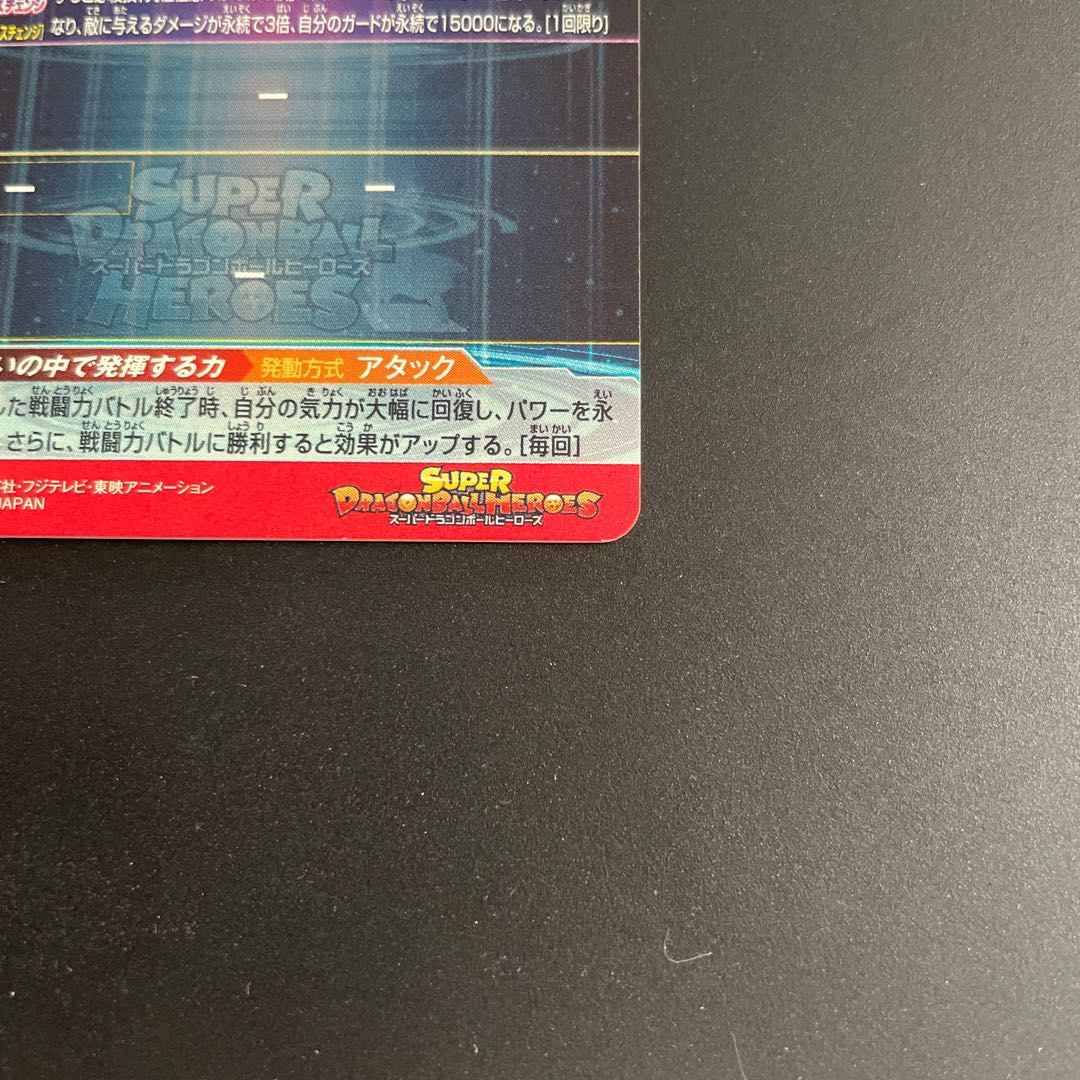 スチェンジ]
なり、敵に与えるダメージが永続で3倍、自分のガードが永続で15000になる。[1回限り]
SUPER
DRAGONBALL
スーパードラゴンボールヒーローズ
HEROES
いの中で発揮する力 発動方式 アタック
した戦闘力バトル終了時、自分の気力が大幅に回復し、パワーを永
さらに、戦闘力バトルに勝利すると効果がアップする。[毎回]
社・フジテレビ・東映アニメーション
JAPAN
SUPER
DRAGONBALL HEROES
スーパードラゴンボールヒーローズ